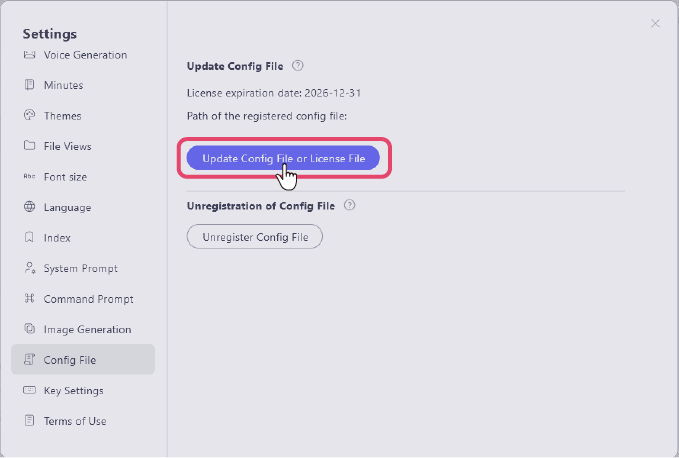 Settings
Voice Generation
Minutes
Themes
File Views
Abc Font size
Language
Index
System Prompt
Command Prompt
Image Generation
Config File
Key Settings
Terms of Use
Update Config File ?
License expiration date: 2026-12-31
Path of the registered config file:
Update Config File or License File
Unregistration of Config File ?
Unregister Config File